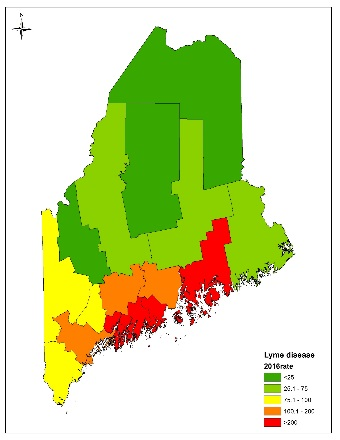 Lyme disease
2016rate
<25
25.1 - 75
75.1 - 100
100.1 - 200
>200